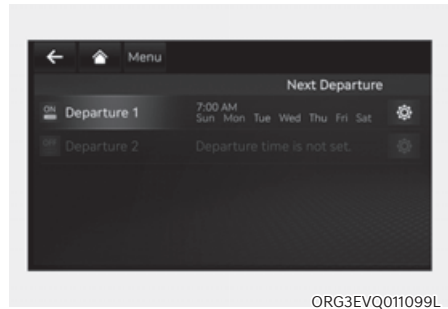 Menu
Next Departure
ON Departure 1 7:00 AM
Sun Mon Tue Wed Thu Fri Sat
OFF Departure 2 Departure time is not set.
ORG3EVQ011099L